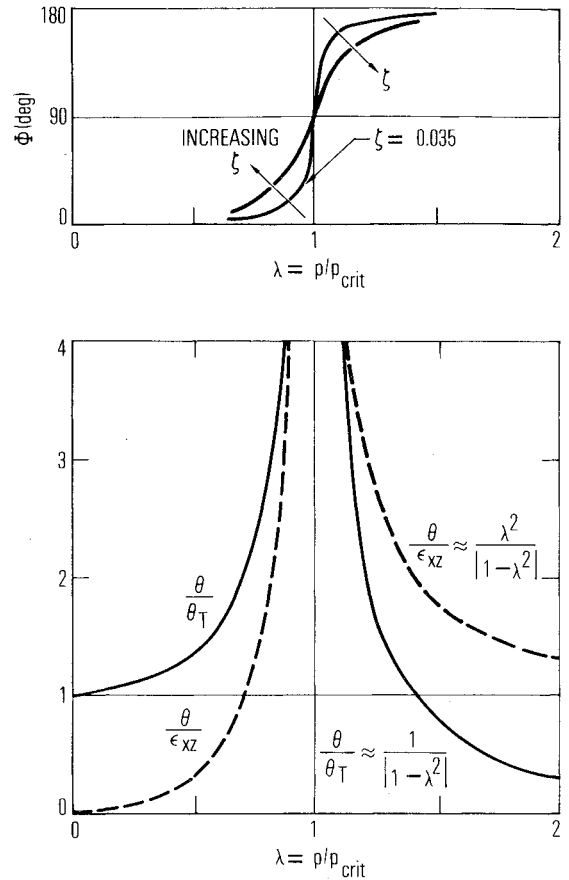 180
90
0
Φ (deg)
INCREASING
ζ
ζ
ζ = 0.035
0 1 2
λ = p/p_crit
4
3
2
1
0
θ/θ_T
θ/ϵ_xz
θ/ϵ_xz ≈ λ²/|1−λ²|
θ/θ_T ≈ 1/|1−λ²|
0 1 2
λ = p/p_crit